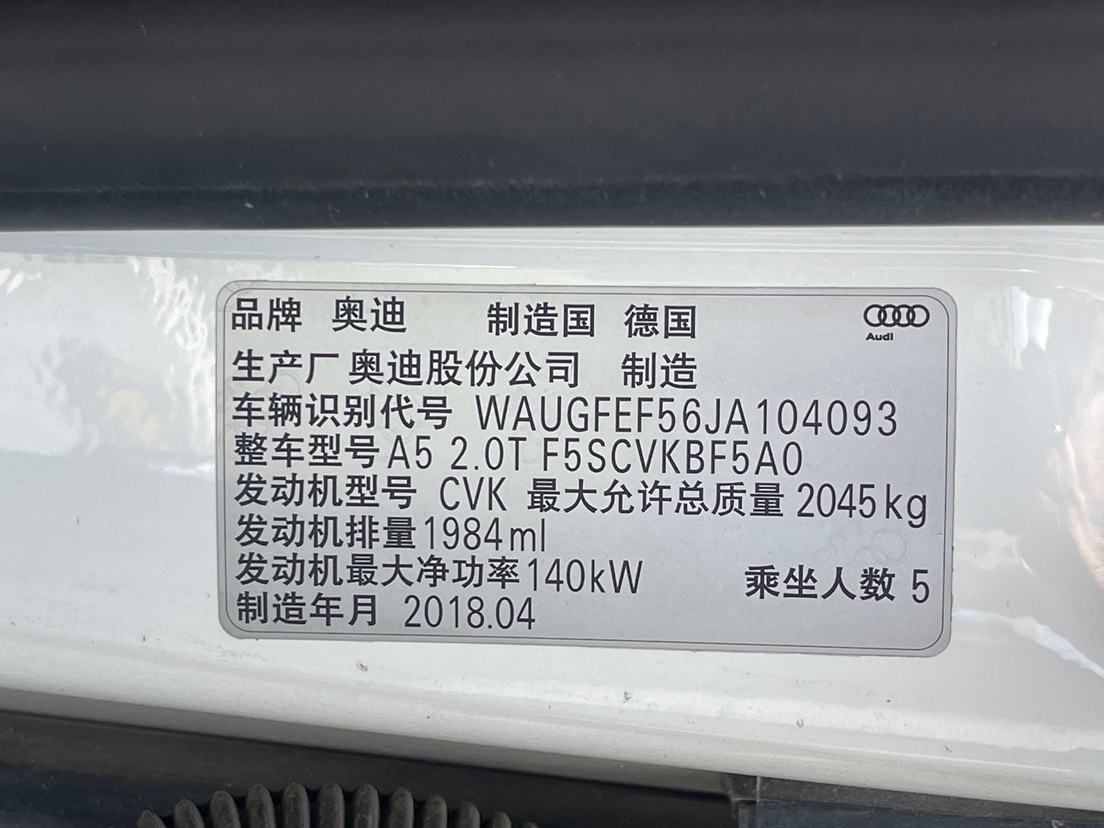 品牌 奥迪 制造国 德国
Audi
生产厂 奥迪股份公司 制造
车辆识别代号 WAUGFEF56JA104093
整车型号 A5 2.0T F5SCVKBF5A0
发动机型号 CVK 最大允许总质量 2045kg
发动机排量 1984ml
发动机最大净功率 140kW 乘坐人数 5
制造年月 2018.04